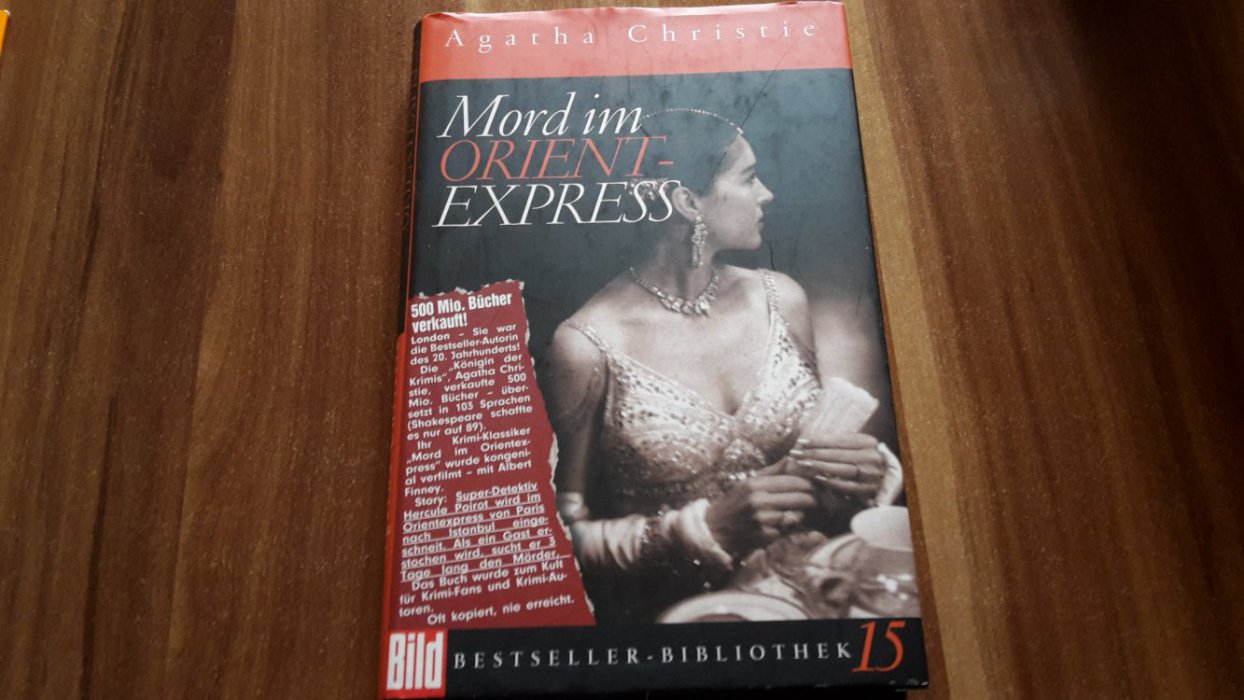 Agatha Christie
Mord im
ORIENT-
EXPRESS
500 Mio. Bücher
verkauft!
London – Sie war
die Bestseller-Autorin
des 20. Jahrhunderts!
Die „Königin der
Krimis", Agatha Chri-
stie, verkaufte 500
Mio. Bücher – über-
setzt in 103 Sprachen
(Shakespeare schaffte
es nur auf 89).
Ihr Krimi-Klassiker
„Mord im Orientex-
press" wurde kongeni-
al verfilmt – mit Albert
Finney.
Story: Super-Detektiv
Hercule Poirot wird im
Orientexpress von Paris
nach Istanbul einge-
schneit. Als ein Gast er-
stochen wird, sucht er 3
Tage lang den Mörder.
Das Buch wurde zum Kult
für Krimi-Fans und Krimi-Au-
toren.
Oft kopiert, nie erreicht.
Bild BESTSELLER-BIBLIOTHEK 15